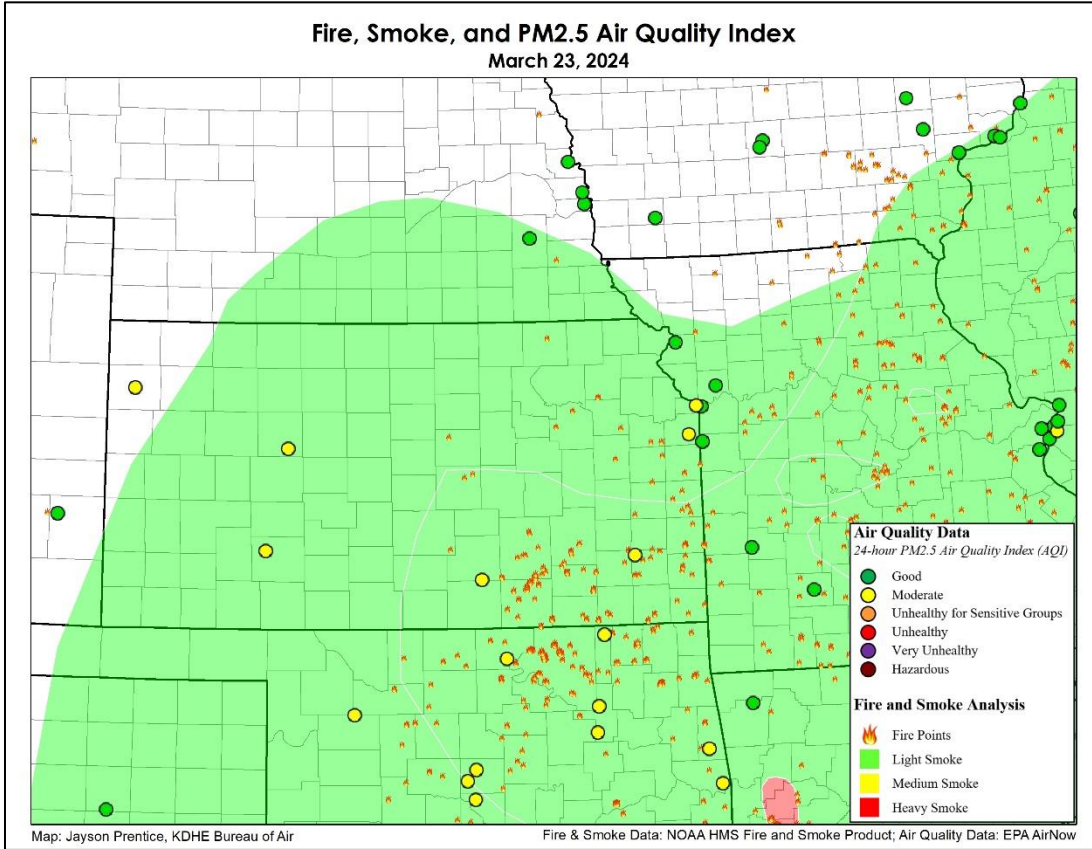 Fire, Smoke, and PM2.5 Air Quality Index
March 23, 2024
Air Quality Data
24-hour PM2.5 Air Quality Index (AQI)
Good
Moderate
Unhealthy for Sensitive Groups
Unhealthy
Very Unhealthy
Hazardous
Fire and Smoke Analysis
Fire Points
Light Smoke
Medium Smoke
Heavy Smoke
Map: Jayson Prentice, KDHE Bureau of Air
Fire & Smoke Data: NOAA HMS Fire and Smoke Product; Air Quality Data: EPA AirNow